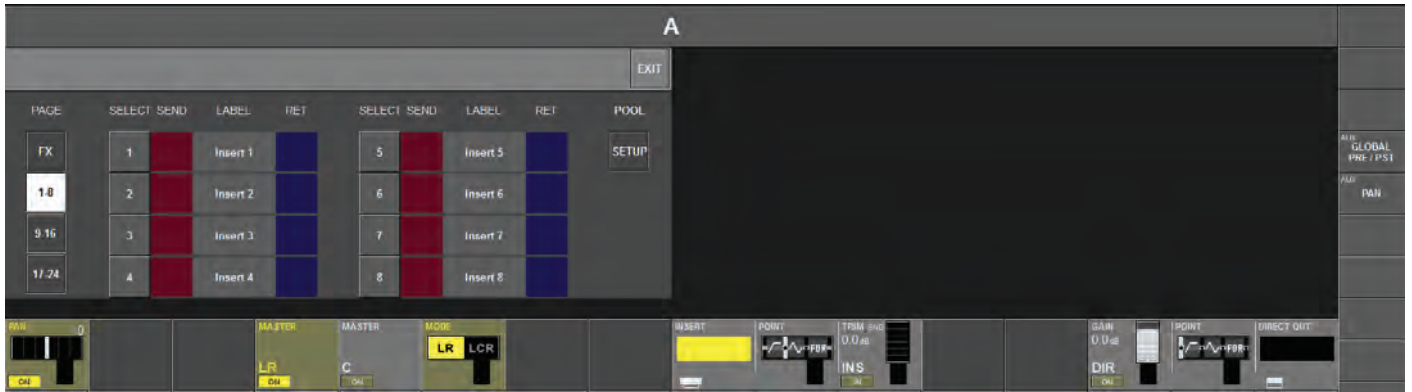 A
EXIT
PAGE SELECT SEND LABEL RET SELECT SEND LABEL RET POOL
FX 1 Insert 1 5 Insert 5 SETUP
1-8 2 Insert 2 6 Insert 6
9-16 3 Insert 3 7 Insert 7
17-24 4 Insert 4 8 Insert 8
AUX
GLOBAL
PRE / PST
AUX
PAN
PAN 0
ON
MASTER
LR
ON
MASTER
C
ON
MODE
LR LCR
INSERT
POINT
FDR
TRIM SND
0.0 dB
INS
IN
GAIN
0.0 dB
DIR
ON
POINT
FDR
DIRECT OUT